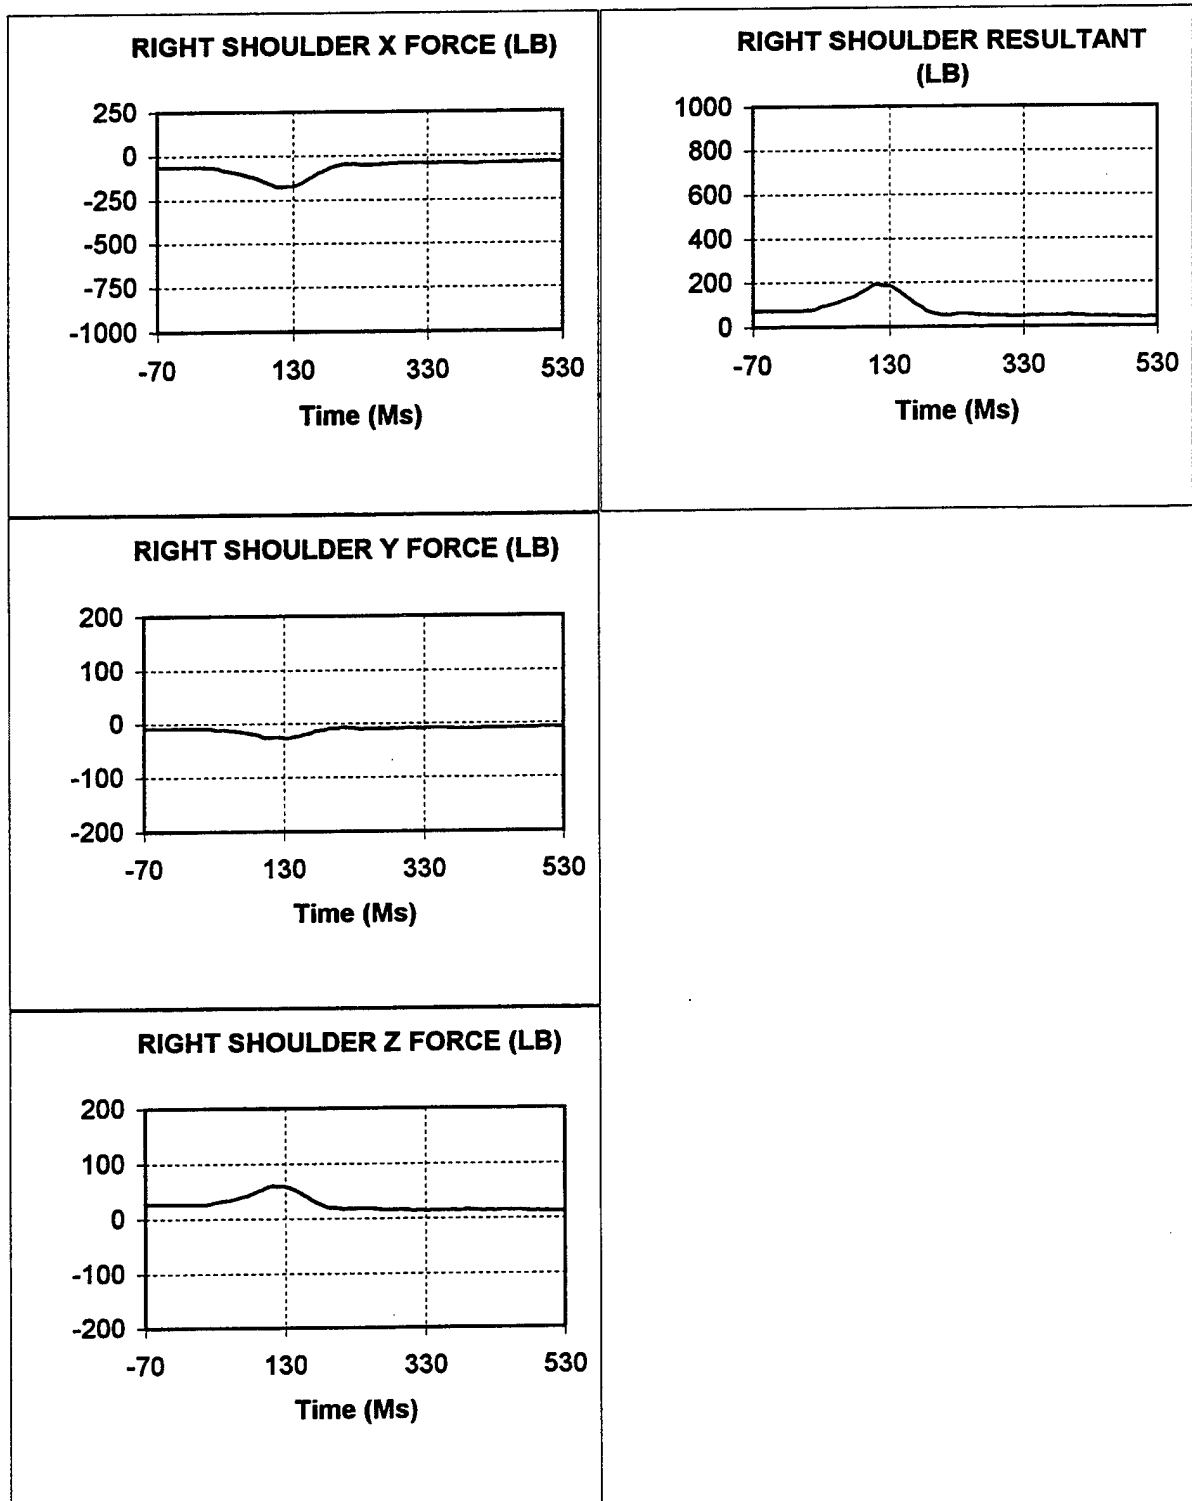 RIGHT SHOULDER X FORCE (LB)
250
0
-250
-500
-750
-1000
-70 130 330 530
Time (Ms)
RIGHT SHOULDER RESULTANT
(LB)
1000
800
600
400
200
0
-70 130 330 530
Time (Ms)
RIGHT SHOULDER Y FORCE (LB)
200
100
0
-100
-200
-70 130 330 530
Time (Ms)
RIGHT SHOULDER Z FORCE (LB)
200
100
0
-100
-200
-70 130 330 530
Time (Ms)